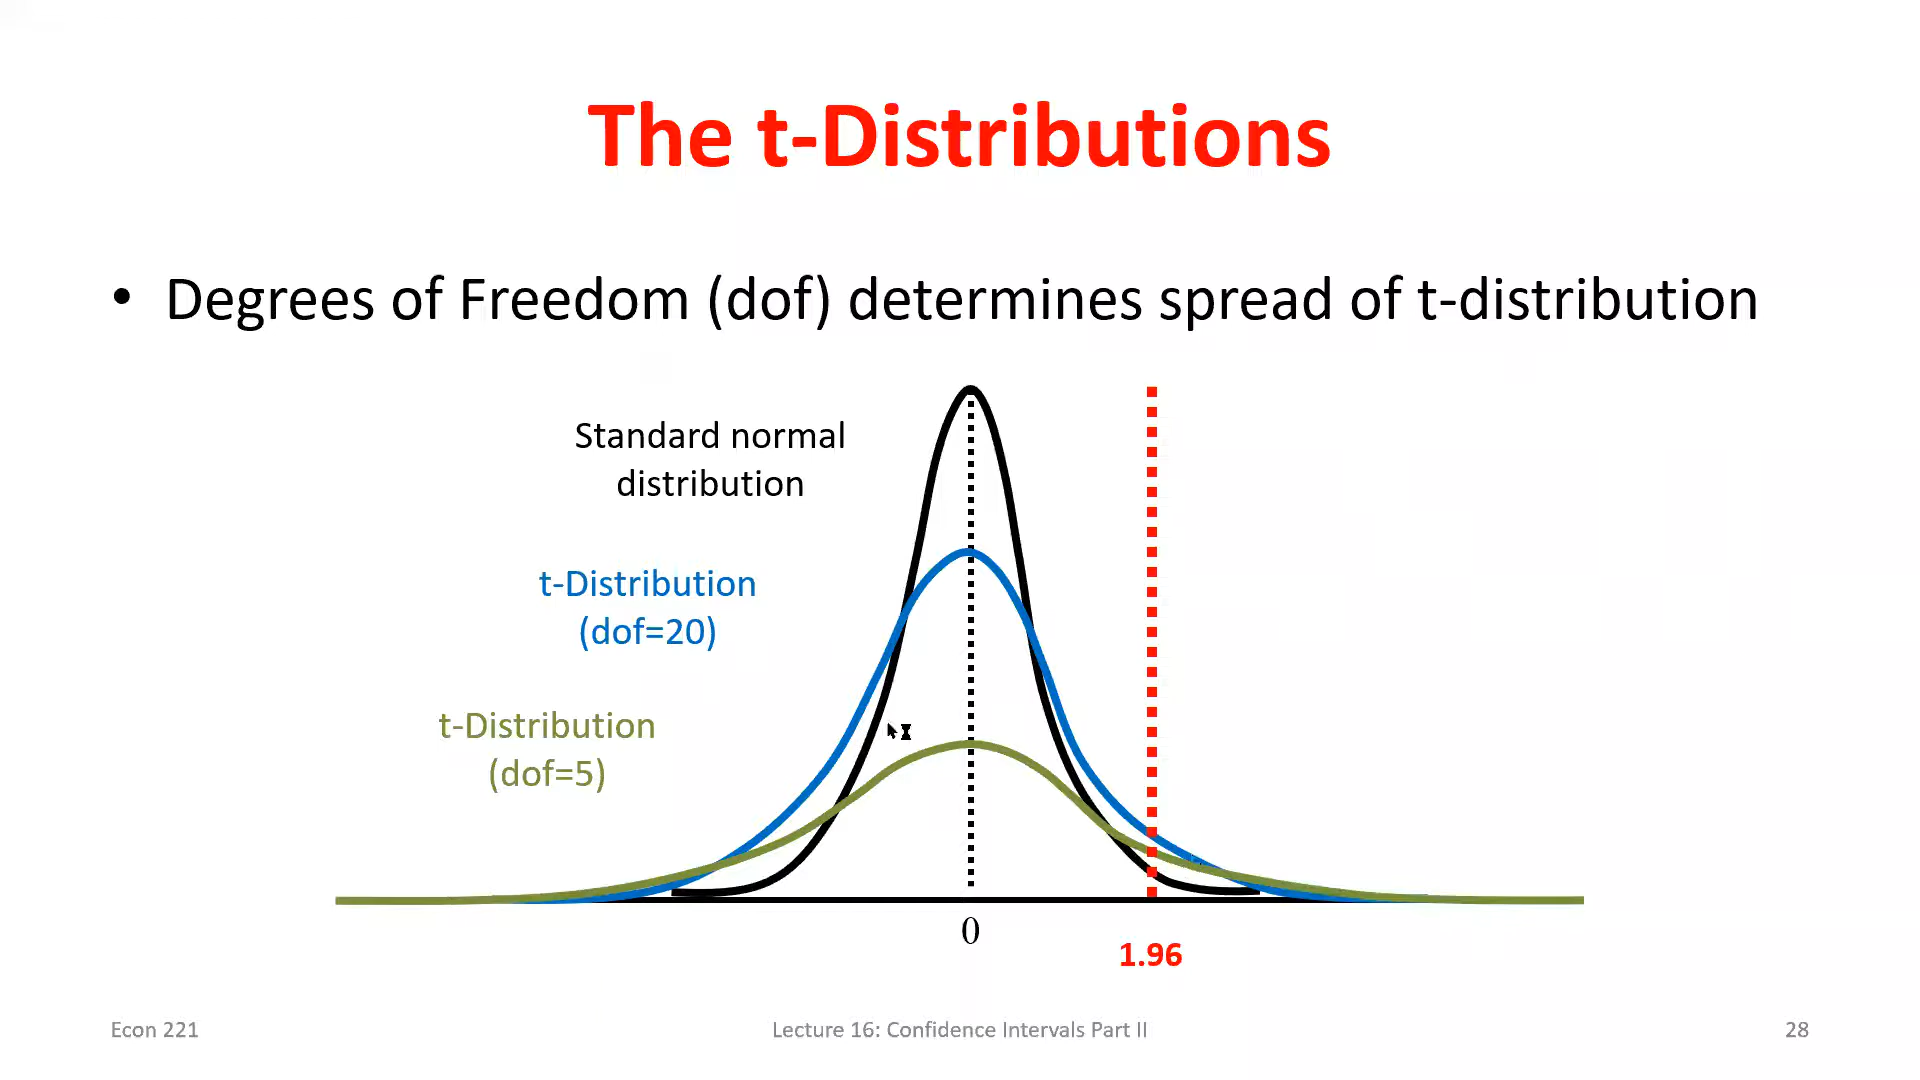 The t-Distributions
• Degrees of Freedom (dof) determines spread of t-distribution
Standard normal
distribution
t-Distribution
(dof=20)
t-Distribution
(dof=5)
0
1.96
Econ 221
Lecture 16: Confidence Intervals Part II
28